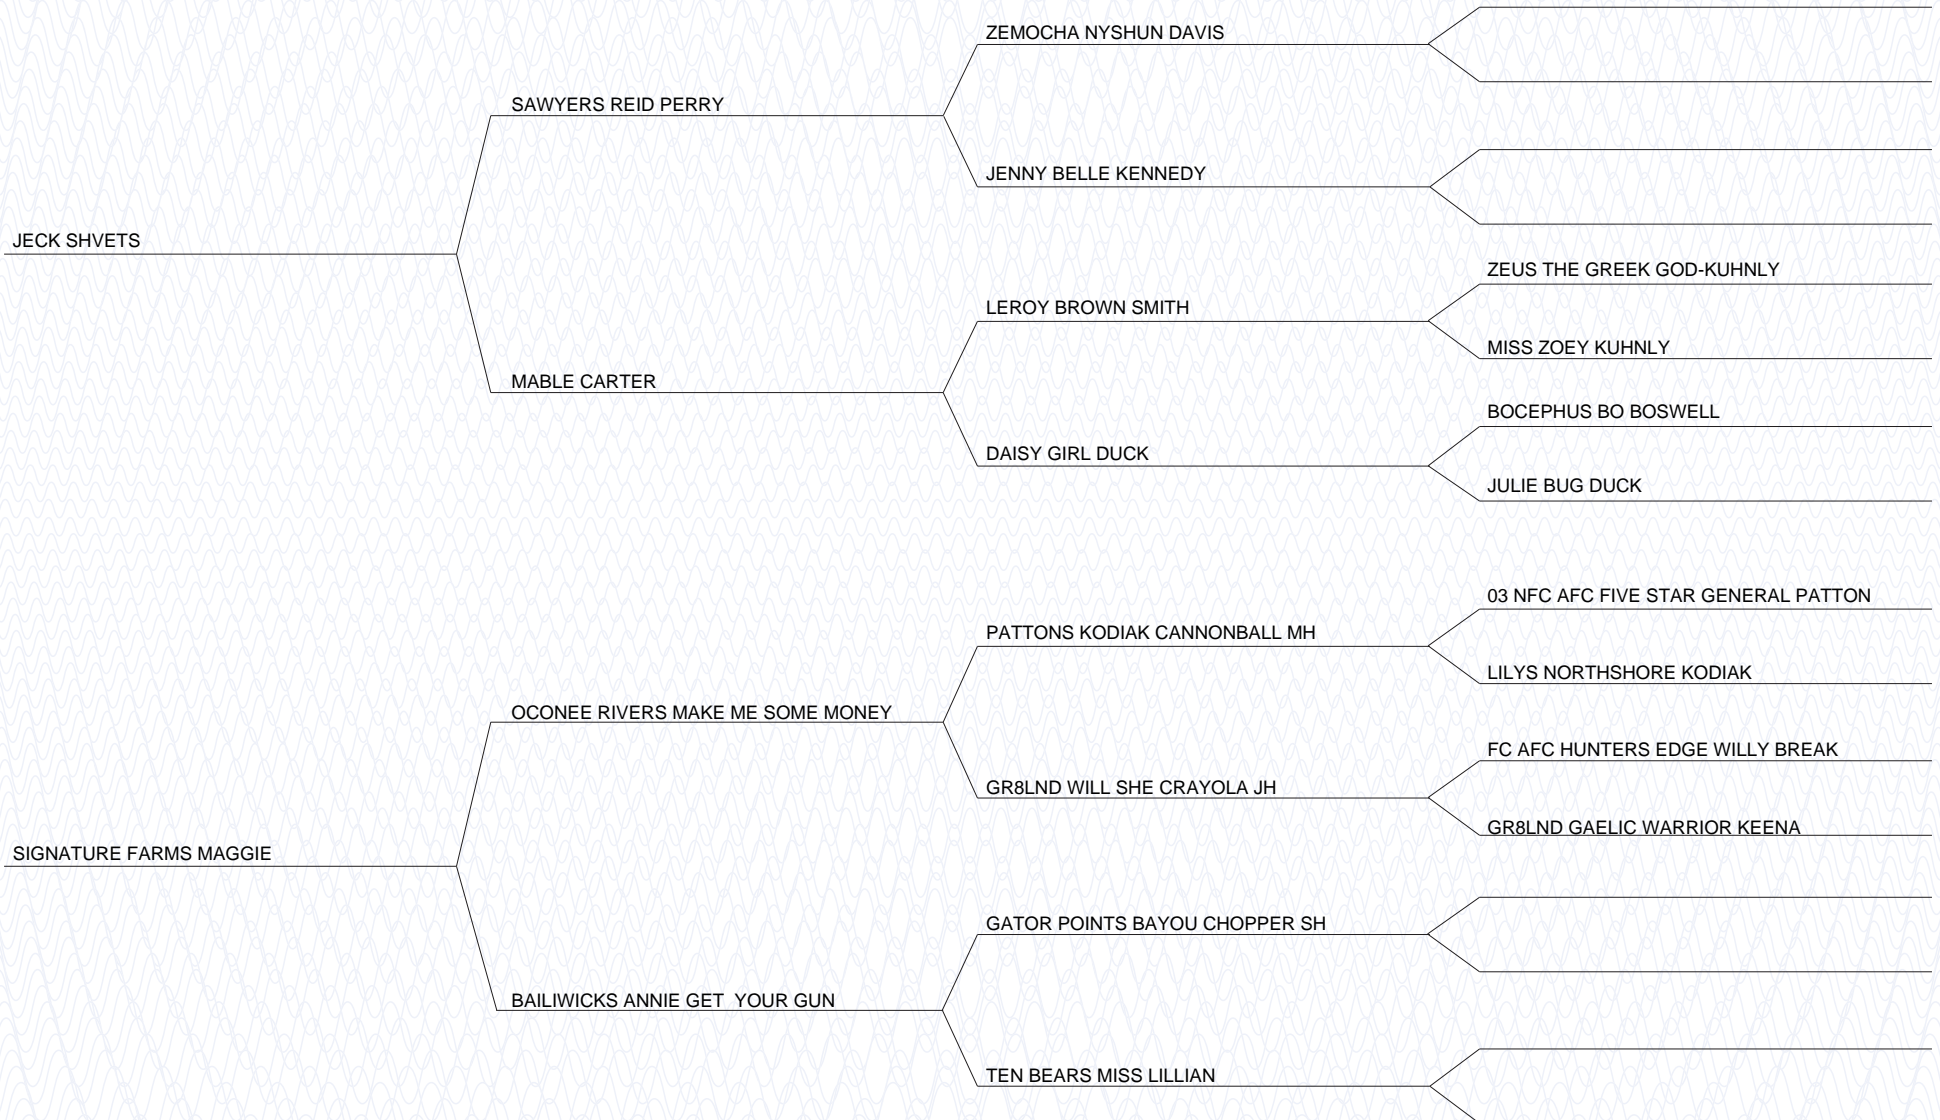 ZEMOCHA NYSHUN DAVIS
SAWYERS REID PERRY
JENNY BELLE KENNEDY
JECK SHVETS
ZEUS THE GREEK GOD-KUHNLY
LEROY BROWN SMITH
MISS ZOEY KUHNLY
MABLE CARTER
BOCEPHUS BO BOSWELL
DAISY GIRL DUCK
JULIE BUG DUCK
03 NFC AFC FIVE STAR GENERAL PATTON
PATTONS KODIAK CANNONBALL MH
LILYS NORTHSHORE KODIAK
OCONEE RIVERS MAKE ME SOME MONEY
FC AFC HUNTERS EDGE WILLY BREAK
GR8LND WILL SHE CRAYOLA JH
GR8LND GAELIC WARRIOR KEENA
SIGNATURE FARMS MAGGIE
GATOR POINTS BAYOU CHOPPER SH
BAILIWICKS ANNIE GET  YOUR GUN
TEN BEARS MISS LILLIAN